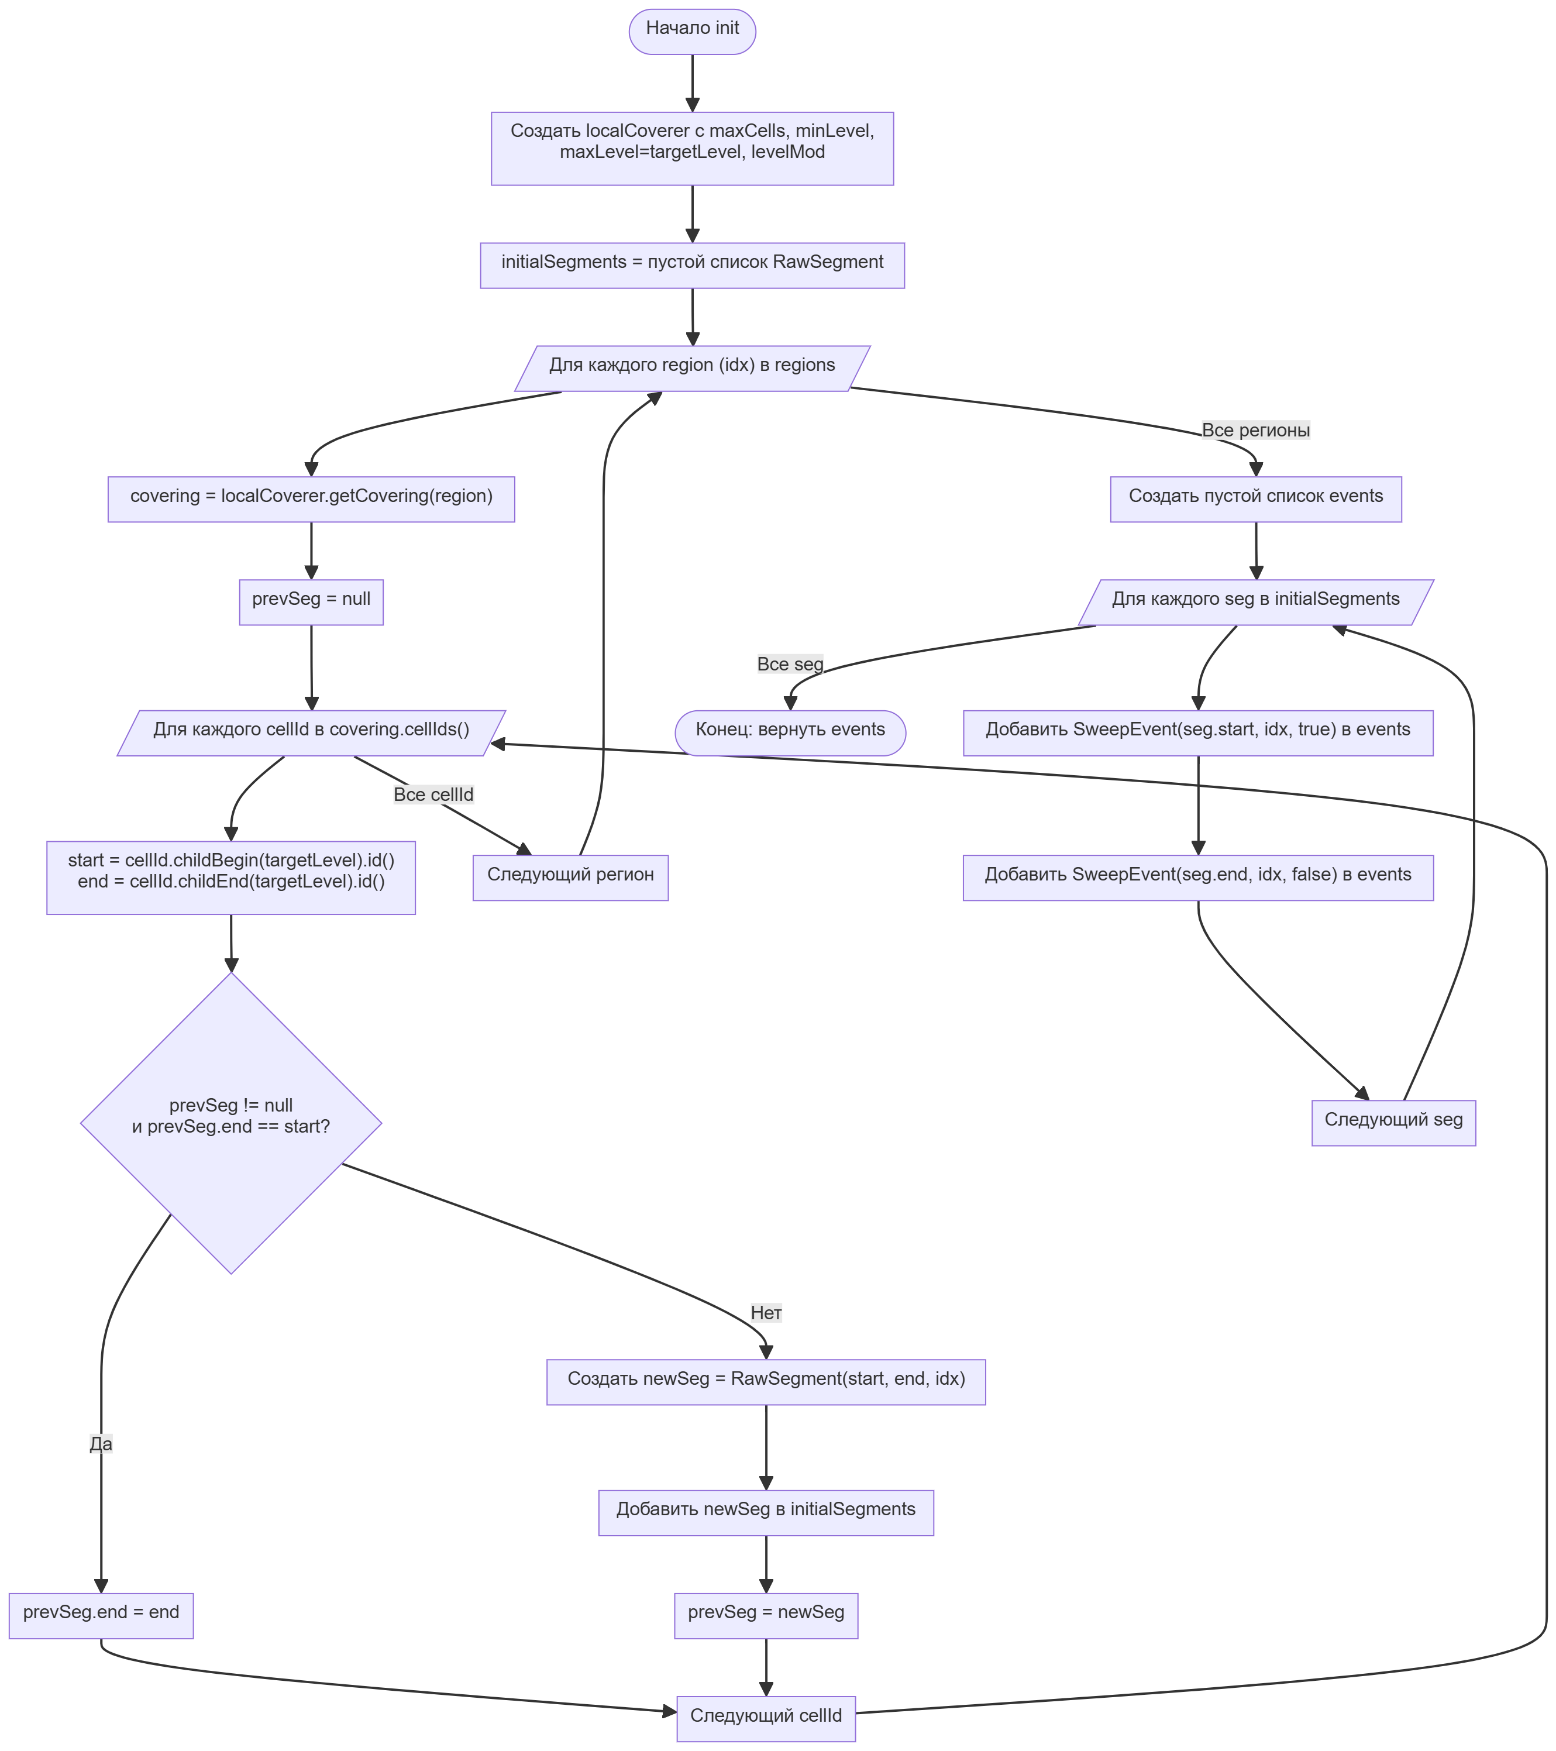 Начало init
Создать localCoverer с maxCells, minLevel,
maxLevel=targetLevel, levelMod
initialSegments = пустой список RawSegment
Для каждого region (idx) в regions
Все регионы
covering = localCoverer.getCovering(region)
Создать пустой список events
prevSeg = null
Для каждого seg в initialSegments
Все seg
Для каждого cellId в covering.cellIds()
Конец: вернуть events
Добавить SweepEvent(seg.start, idx, true) в events
Все cellId
start = cellId.childBegin(targetLevel).id()
end = cellId.childEnd(targetLevel).id()
Следующий регион
Добавить SweepEvent(seg.end, idx, false) в events
prevSeg != null
и prevSeg.end == start?
Следующий seg
Нет
Создать newSeg = RawSegment(start, end, idx)
Да
Добавить newSeg в initialSegments
prevSeg.end = end
prevSeg = newSeg
Следующий cellId